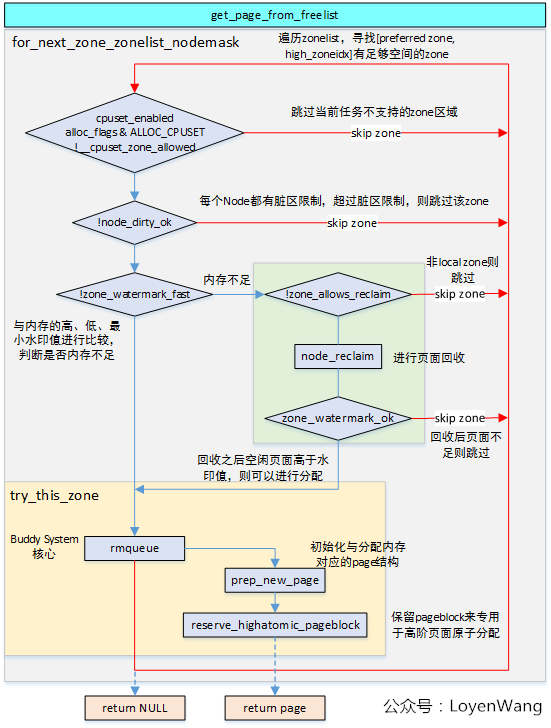 get_page_from_freelist
for_next_zone_zonelist_nodemask
遍历zonelist，寻找[preferred zone,
high_zoneidx]有足够空间的zone
cpuset_enabled
alloc_flags & ALLOC_CPUSET
!__cpuset_zone_allowed
跳过当前任务不支持的zone区域
skip zone
每个Node都有脏区限制，超过脏区限制，则跳过该zone
!node_dirty_ok
skip zone
非local zone则
跳过
内存不足
!zone_watermark_fast
!zone_allows_reclaim
skip zone
与内存的高、低、最
小水印值进行比较，
判断是否内存不足
node_reclaim
进行页面回收
zone_watermark_ok
skip zone
回收后页面不
足则跳过
回收之后空闲页面高于水
印值，则可以进行分配
try_this_zone
Buddy System
核心
rmqueue
初始化与分配内存
对应的page结构
prep_new_page
reserve_highatomic_pageblock
保留pageblock来专用
于高阶页面原子分配
return NULL
return page
公众号：LoyenWang